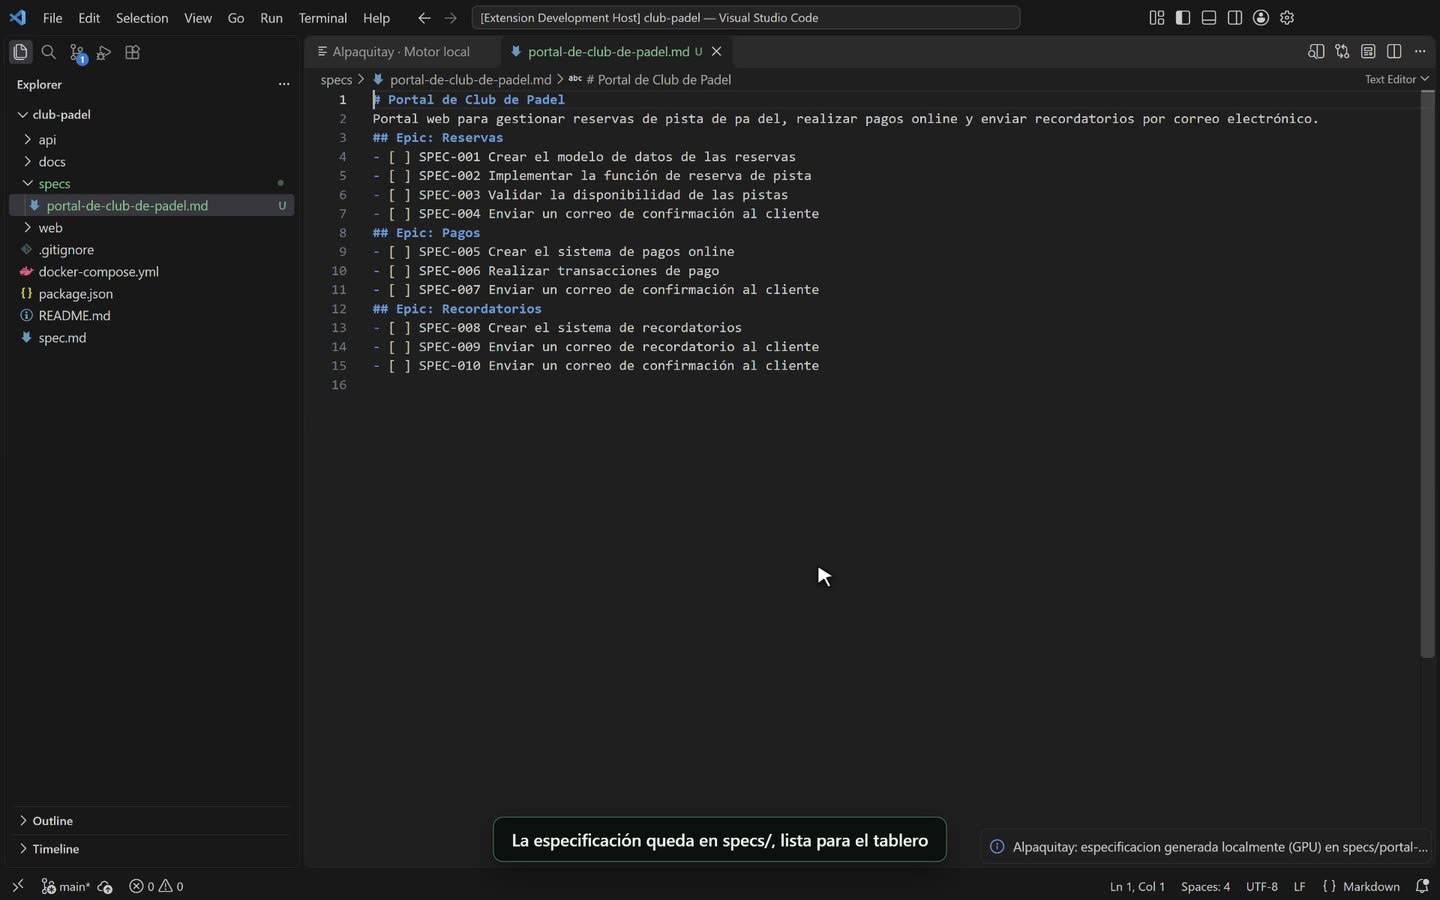 File Edit Selection View Go Run Terminal Help
[Extension Development Host] club-padel — Visual Studio Code
Explorer
club-padel
api
docs
specs
portal-de-club-de-padel.md U
web
.gitignore
docker-compose.yml
package.json
README.md
spec.md
Outline
Timeline
Alpaquitay · Motor local
portal-de-club-de-padel.md U
specs > portal-de-club-de-padel.md > abc # Portal de Club de Padel
Text Editor
1 # Portal de Club de Padel
2 Portal web para gestionar reservas de pista de pa del, realizar pagos online y enviar recordatorios por correo electrónico.
3 ## Epic: Reservas
4 - [ ] SPEC-001 Crear el modelo de datos de las reservas
5 - [ ] SPEC-002 Implementar la función de reserva de pista
6 - [ ] SPEC-003 Validar la disponibilidad de las pistas
7 - [ ] SPEC-004 Enviar un correo de confirmación al cliente
8 ## Epic: Pagos
9 - [ ] SPEC-005 Crear el sistema de pagos online
10 - [ ] SPEC-006 Realizar transacciones de pago
11 - [ ] SPEC-007 Enviar un correo de confirmación al cliente
12 ## Epic: Recordatorios
13 - [ ] SPEC-008 Crear el sistema de recordatorios
14 - [ ] SPEC-009 Enviar un correo de recordatorio al cliente
15 - [ ] SPEC-010 Enviar un correo de confirmación al cliente
16
La especificación queda en specs/, lista para el tablero
Alpaquitay: especificacion generada localmente (GPU) en specs/portal-...
main* 0 0
Ln 1, Col 1 Spaces: 4 UTF-8 LF { } Markdown